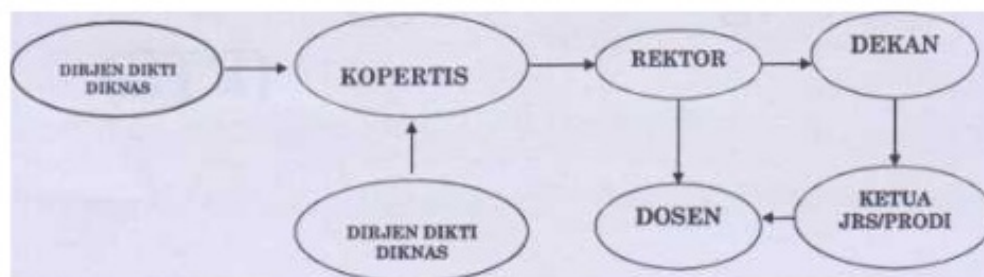 DIRJEN DIKTI
DIKNAS
KOPERTIS
REKTOR
DEKAN
DIRJEN DIKTI
DIKNAS
DOSEN
KETUA
JRS/PRODI